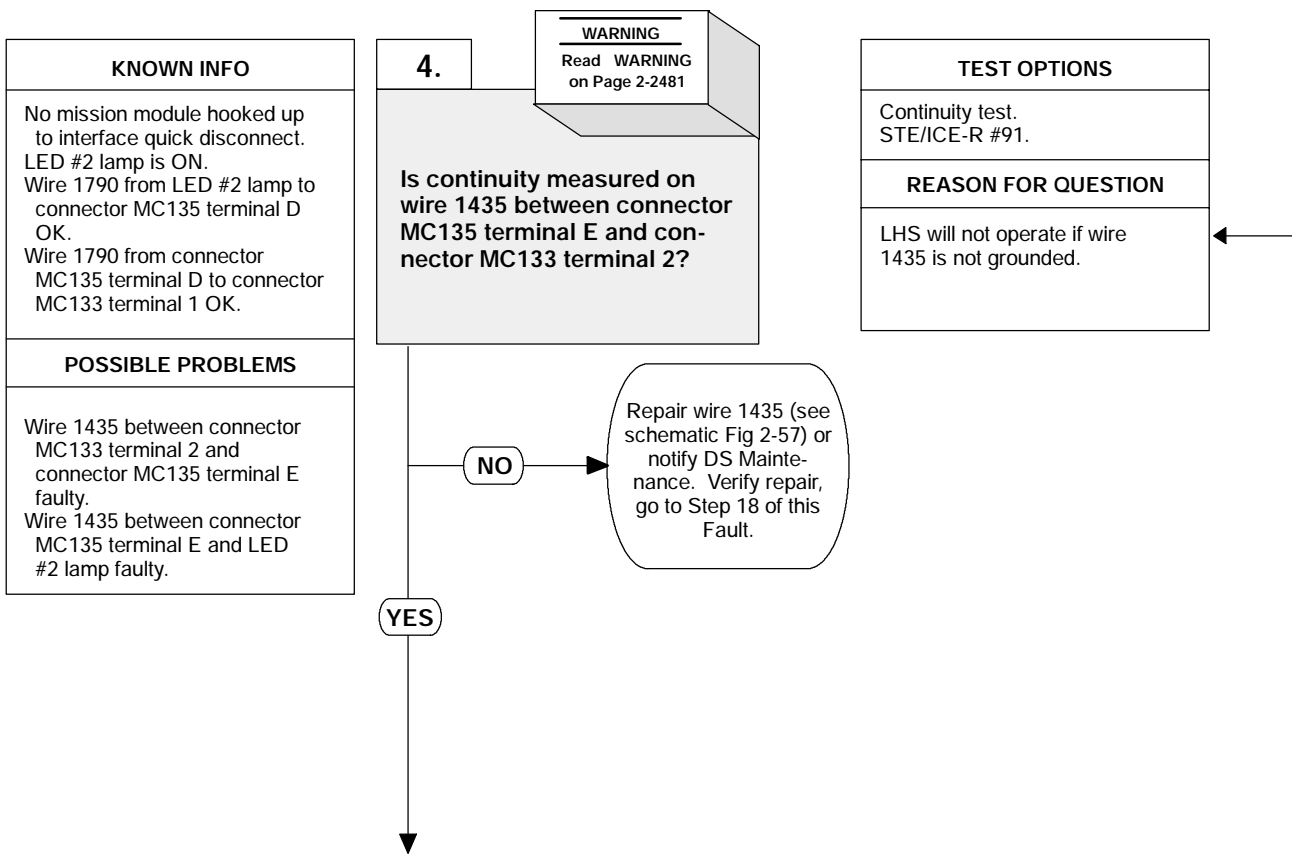 KNOWN INFO
No mission module hooked up
to interface quick disconnect.
LED #2 lamp is ON.
Wire 1790 from LED #2 lamp to
connector MC135 terminal D
OK.
Wire 1790 from connector
MC135 terminal D to connector
MC133 terminal 1 OK.
POSSIBLE PROBLEMS
Wire 1435 between connector
MC133 terminal 2 and
connector MC135 terminal E
faulty.
Wire 1435 between connector
MC135 terminal E and LED
#2 lamp faulty.
4.
WARNING
Read WARNING
on Page 2-2481
Is continuity measured on
wire 1435 between connector
MC135 terminal E and con-
nector MC133 terminal 2?
TEST OPTIONS
Continuity test.
STE/ICE-R #91.
REASON FOR QUESTION
LHS will not operate if wire
1435 is not grounded.
NO
Repair wire 1435 (see
schematic Fig 2-57) or
notify DS Mainte-
nance. Verify repair,
go to Step 18 of this
Fault.
YES